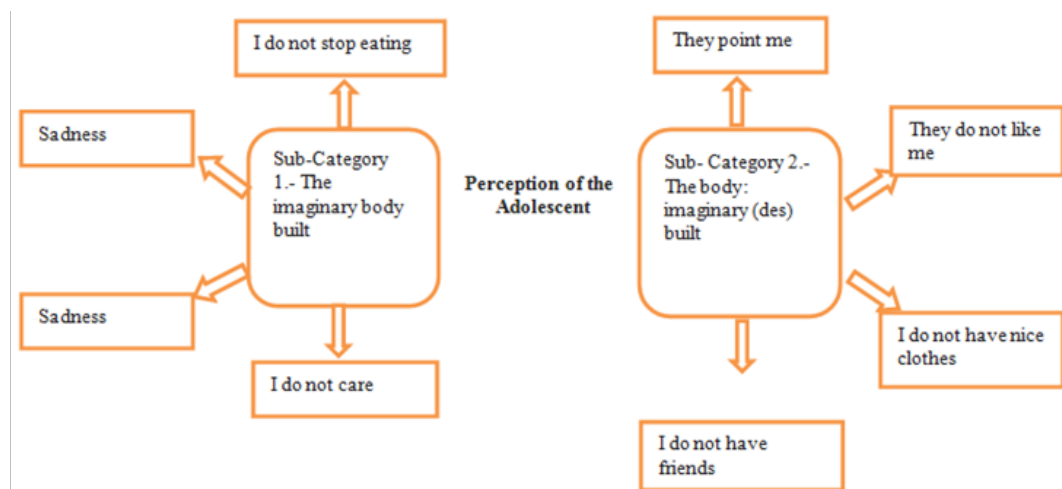 I do not stop eating
They point me
Sadness
They do not like
me
Sub-Category
1.- The
imaginary body
built
Perception of the
Adolescent
Sub- Category 2.-
The body:
imaginary (des)
built
Sadness
I do not have nice
clothes
I do not care
I do not have
friends